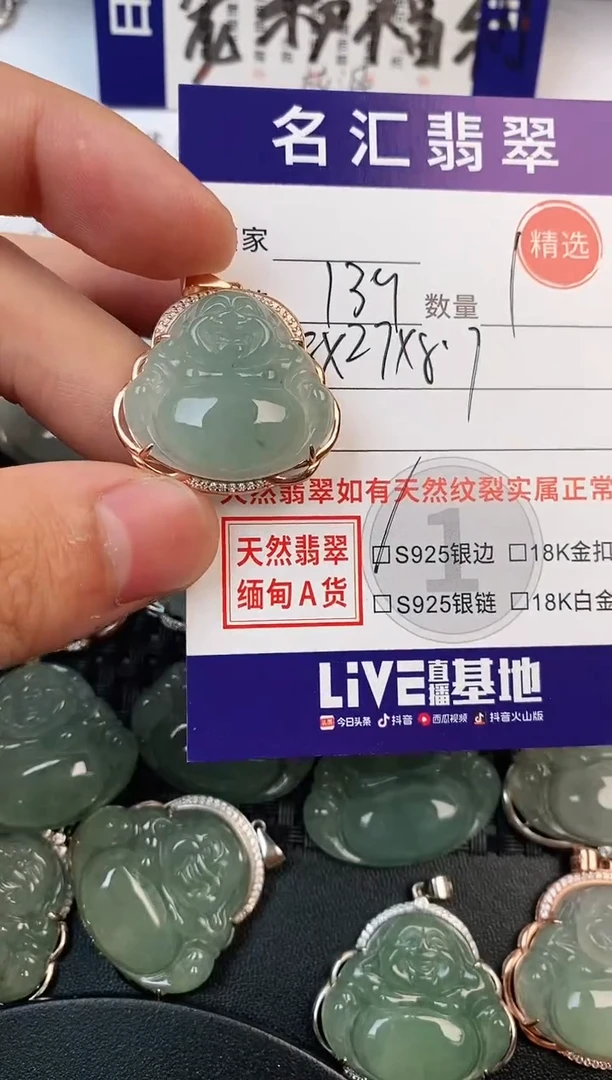 名汇翡翠
家
精选
139 数量 1
X27X8.7
天然翡翠如有天然纹裂实属正常
天然翡翠
缅甸A货
1
□S925银边 □18K金扣
□S925银链 □18K白金
LiVE直播基地
头条 今日头条 抖音 西瓜视频 抖音火山版